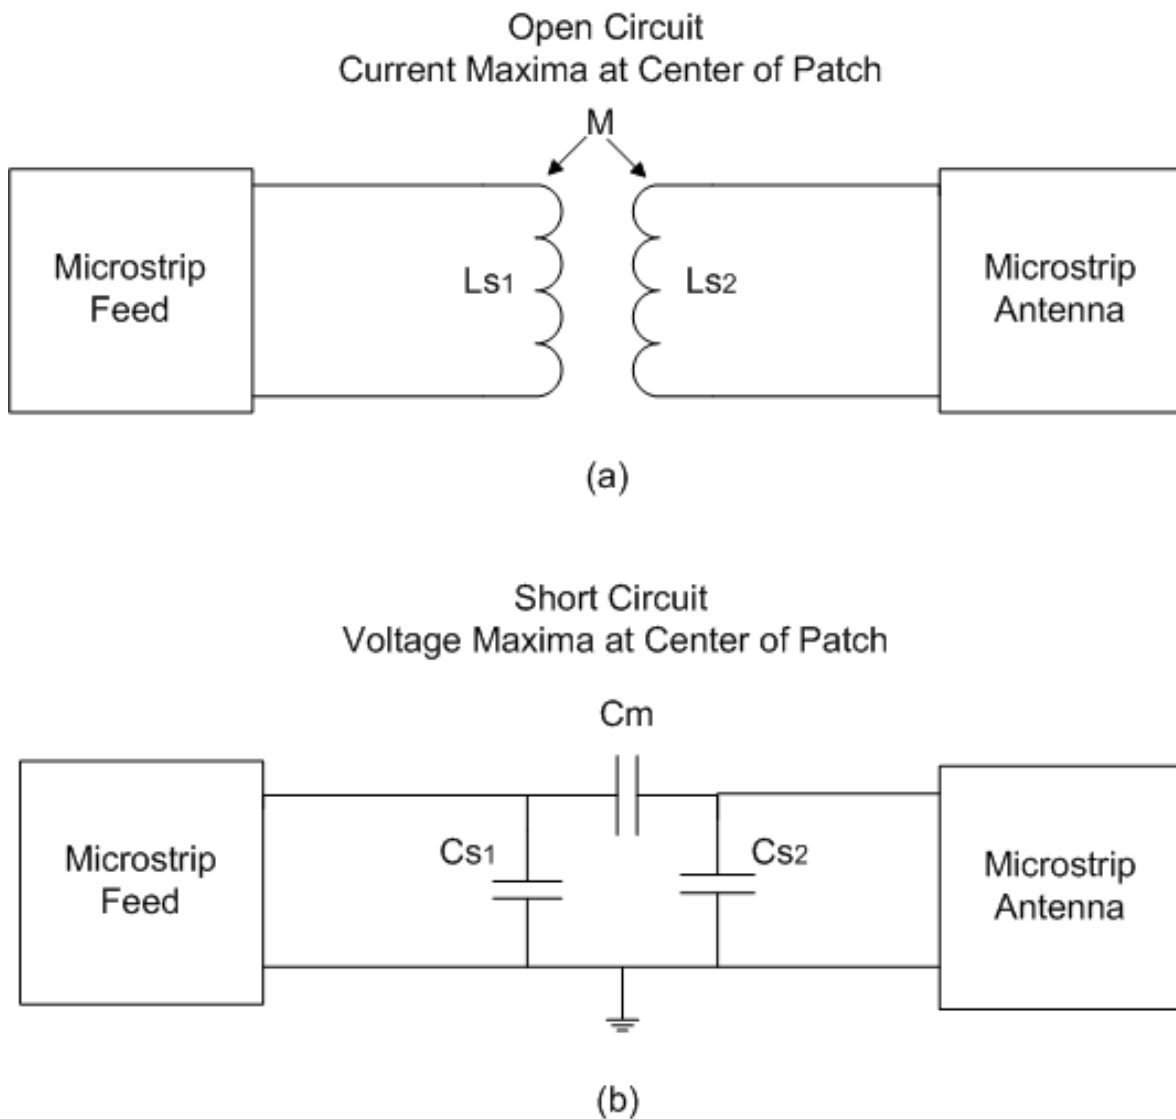 Open Circuit
Current Maxima at Center of Patch
M
Microstrip
Feed
Ls1
Ls2
Microstrip
Antenna
(a)
Short Circuit
Voltage Maxima at Center of Patch
Cm
Microstrip
Feed
Cs1
Cs2
Microstrip
Antenna
(b)